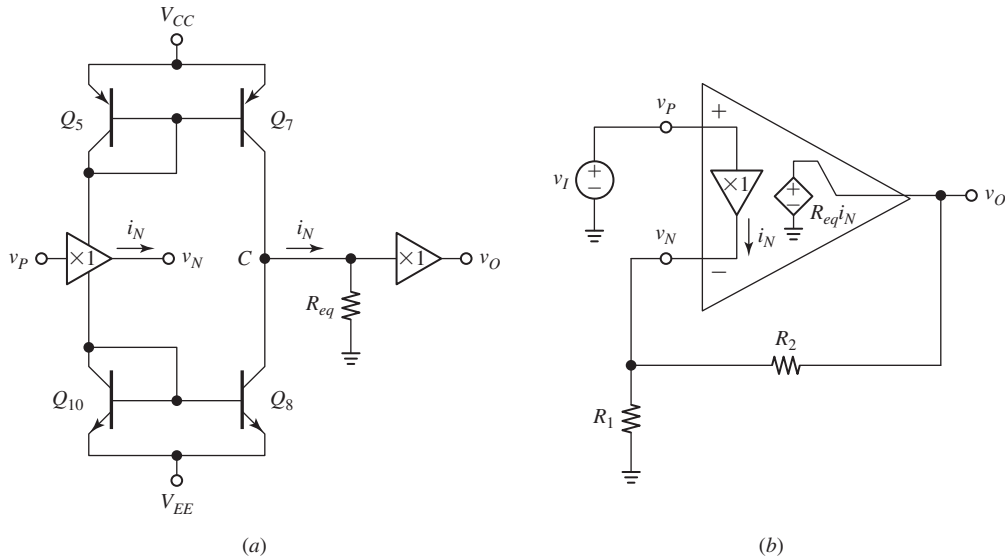 V_CC
Q_5
Q_7
v_P
×1
i_N
v_N
C
i_N
×1
v_O
R_eq
Q_10
Q_8
V_EE
(a)
v_P
+
v_I
+
−
×1
+
−
R_eq i_N
v_O
v_N
i_N
−
R_2
R_1
(b)